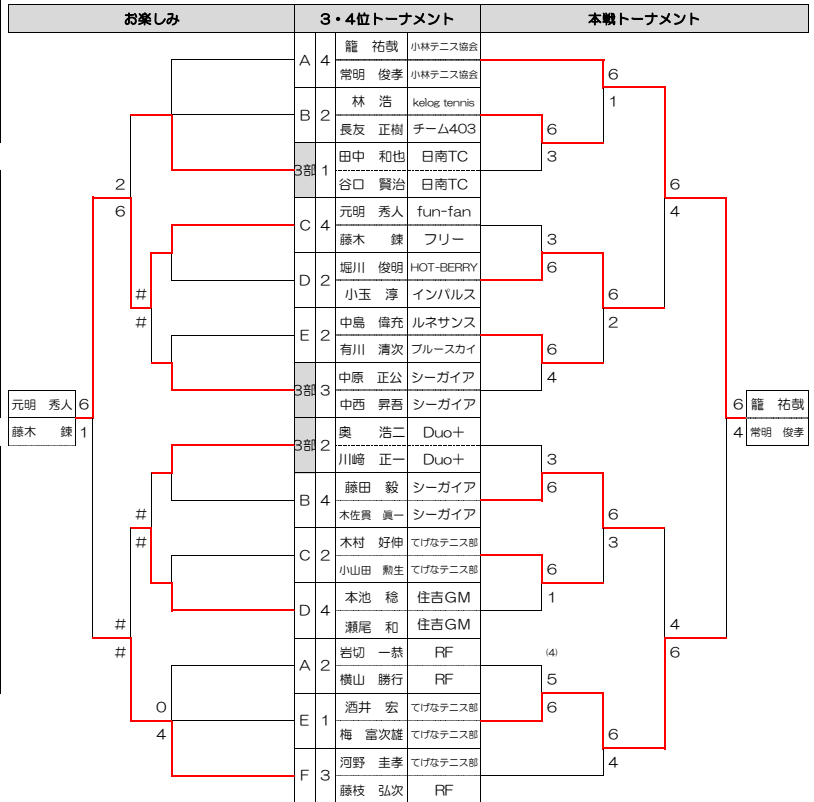 お楽しみ 3・4位トーナメント 本戦トーナメント
A 4 籠 祐哉 小林テニス協会
常明 俊孝 小林テニス協会 6
1
B 2 林 浩 kelog tennis
長友 正樹 チーム403 6
3部 1 田中 和也 日南TC 3
2 谷口 賢治 日南TC 6
6 C 4 元明 秀人 fun-fan 4
藤木 錬 フリー 3
D 2 堀川 俊明 HOT-BERRY 6
# 小玉 淳 インパルス 6
# E 2 中島 偉充 ルネサンス 2
有川 清次 ブルースカイ 6
3部 3 中原 正公 シーガイア 4
元明 秀人 6 中西 昇吾 シーガイア 6 籠 祐哉
藤木 錬 1 3部 2 奥 浩二 Duo+ 4 常明 俊孝
川﨑 正一 Duo+ 3
B 4 藤田 毅 シーガイア 6
# 木佐貫 眞一 シーガイア 6
# C 2 木村 好伸 てげなテニス部 3
小山田 勲生 てげなテニス部 6
D 4 本池 稔 住吉GM 1
# 瀬尾 和 住吉GM 4
# A 2 岩切 一恭 RF (4) 6
横山 勝行 RF 5
0 E 1 酒井 宏 てげなテニス部 6
4 梅 富次雄 てげなテニス部 6
F 3 河野 圭孝 てげなテニス部 4
藤枝 弘次 RF